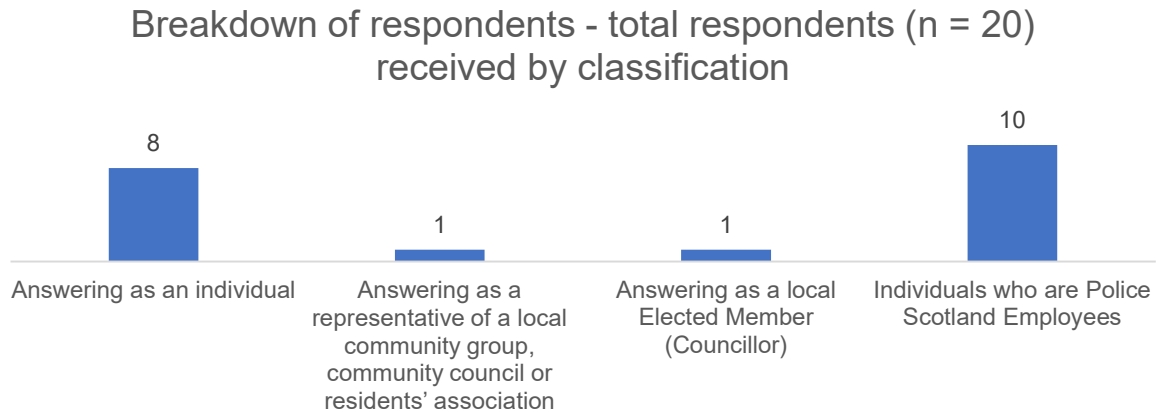 Breakdown of respondents - total respondents (n = 20)
received by classification
8
1
1
10
Answering as an individual
Answering as a
representative of a local
community group,
community council or
residents’ association
Answering as a local
Elected Member
(Councillor)
Individuals who are Police
Scotland Employees